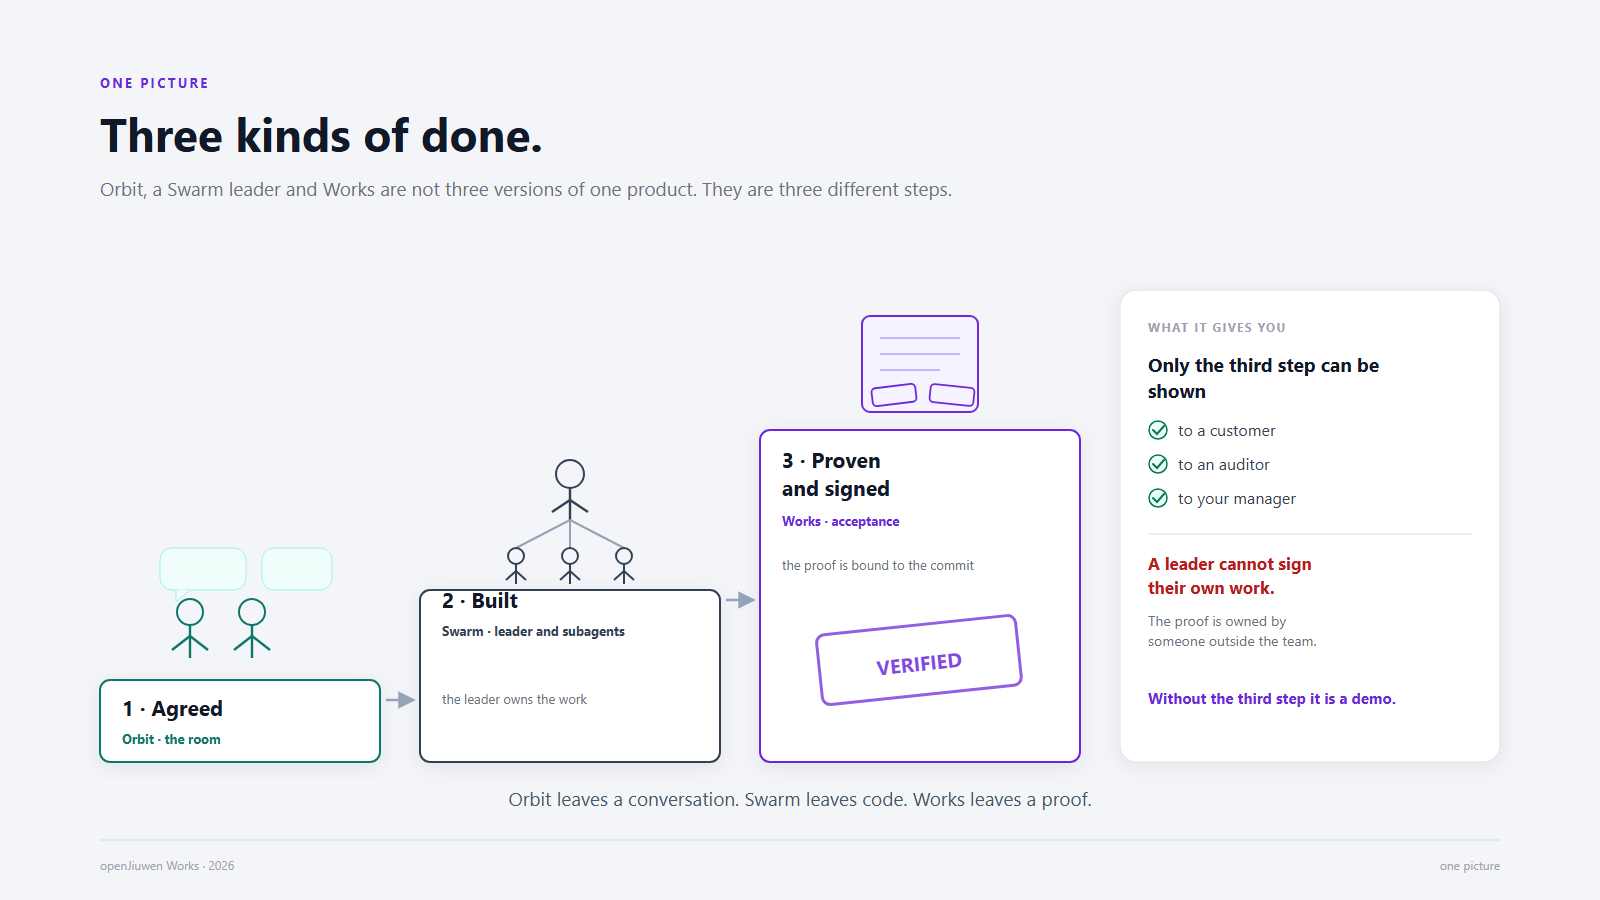 ONE PICTURE
Three kinds of done.
Orbit, a Swarm leader and Works are not three versions of one product. They are three different steps.
1 · Agreed
Orbit · the room
2 · Built
Swarm · leader and subagents
the leader owns the work
3 · Proven
and signed
Works · acceptance
the proof is bound to the commit
VERIFIED
WHAT IT GIVES YOU
Only the third step can be
shown
to a customer
to an auditor
to your manager
A leader cannot sign
their own work.
The proof is owned by
someone outside the team.
Without the third step it is a demo.
Orbit leaves a conversation. Swarm leaves code. Works leaves a proof.
openJiuwen Works · 2026
one picture